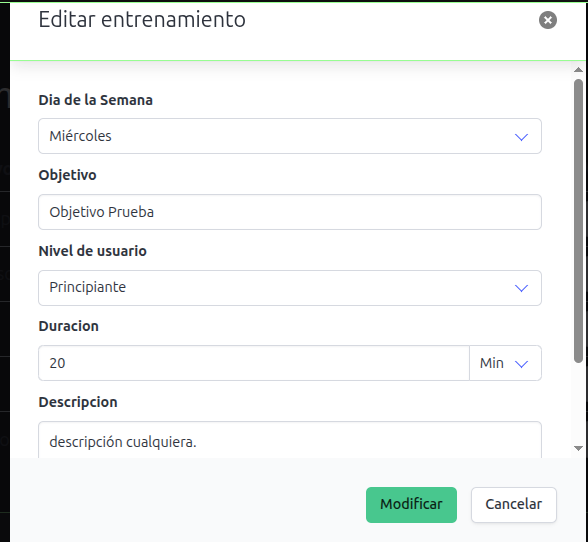 Editar entrenamiento
Dia de la Semana
Miércoles
Objetivo
Objetivo Prueba
Nivel de usuario
Principiante
Duracion
20 Min
Descripcion
descripción cualquiera.
Modificar Cancelar